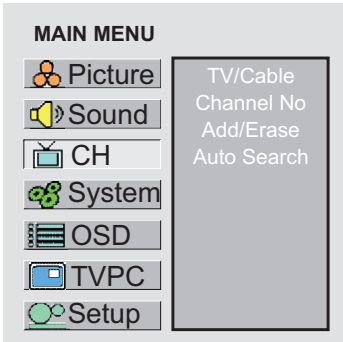 MAIN MENU
Picture
Sound
CH
System
OSD
TVPC
Setup
TV/Cable
Channel No
Add/Erase
Auto Search